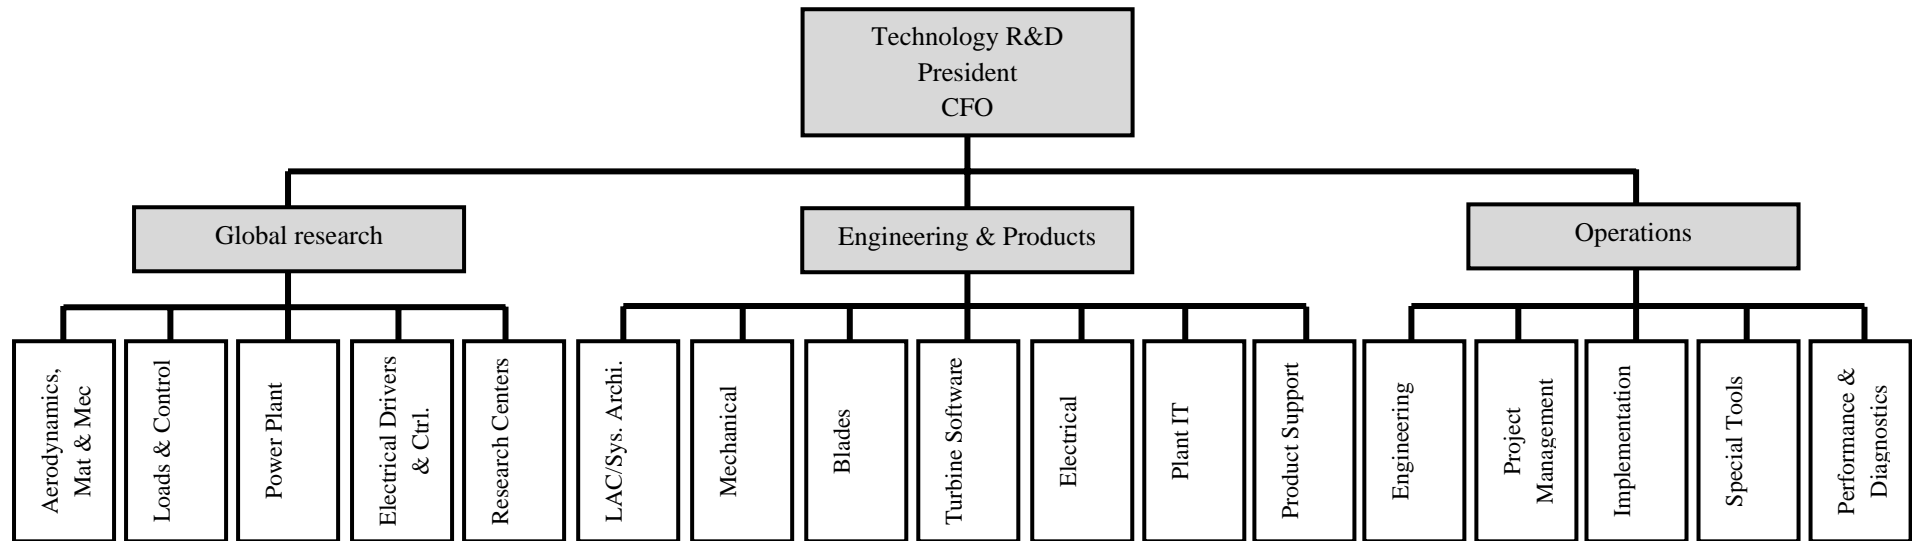 Technology R&D
President
CFO
Global research
Engineering & Products
Operations
Aerodynamics,
Mat & Mec
Loads & Control
Power Plant
Electrical Drivers
& Ctrl.
Research Centers
LAC/Sys. Archi.
Mechanical
Blades
Turbine Software
Electrical
Plant IT
Product Support
Engineering
Project
Management
Implementation
Special Tools
Performance &
Diagnostics